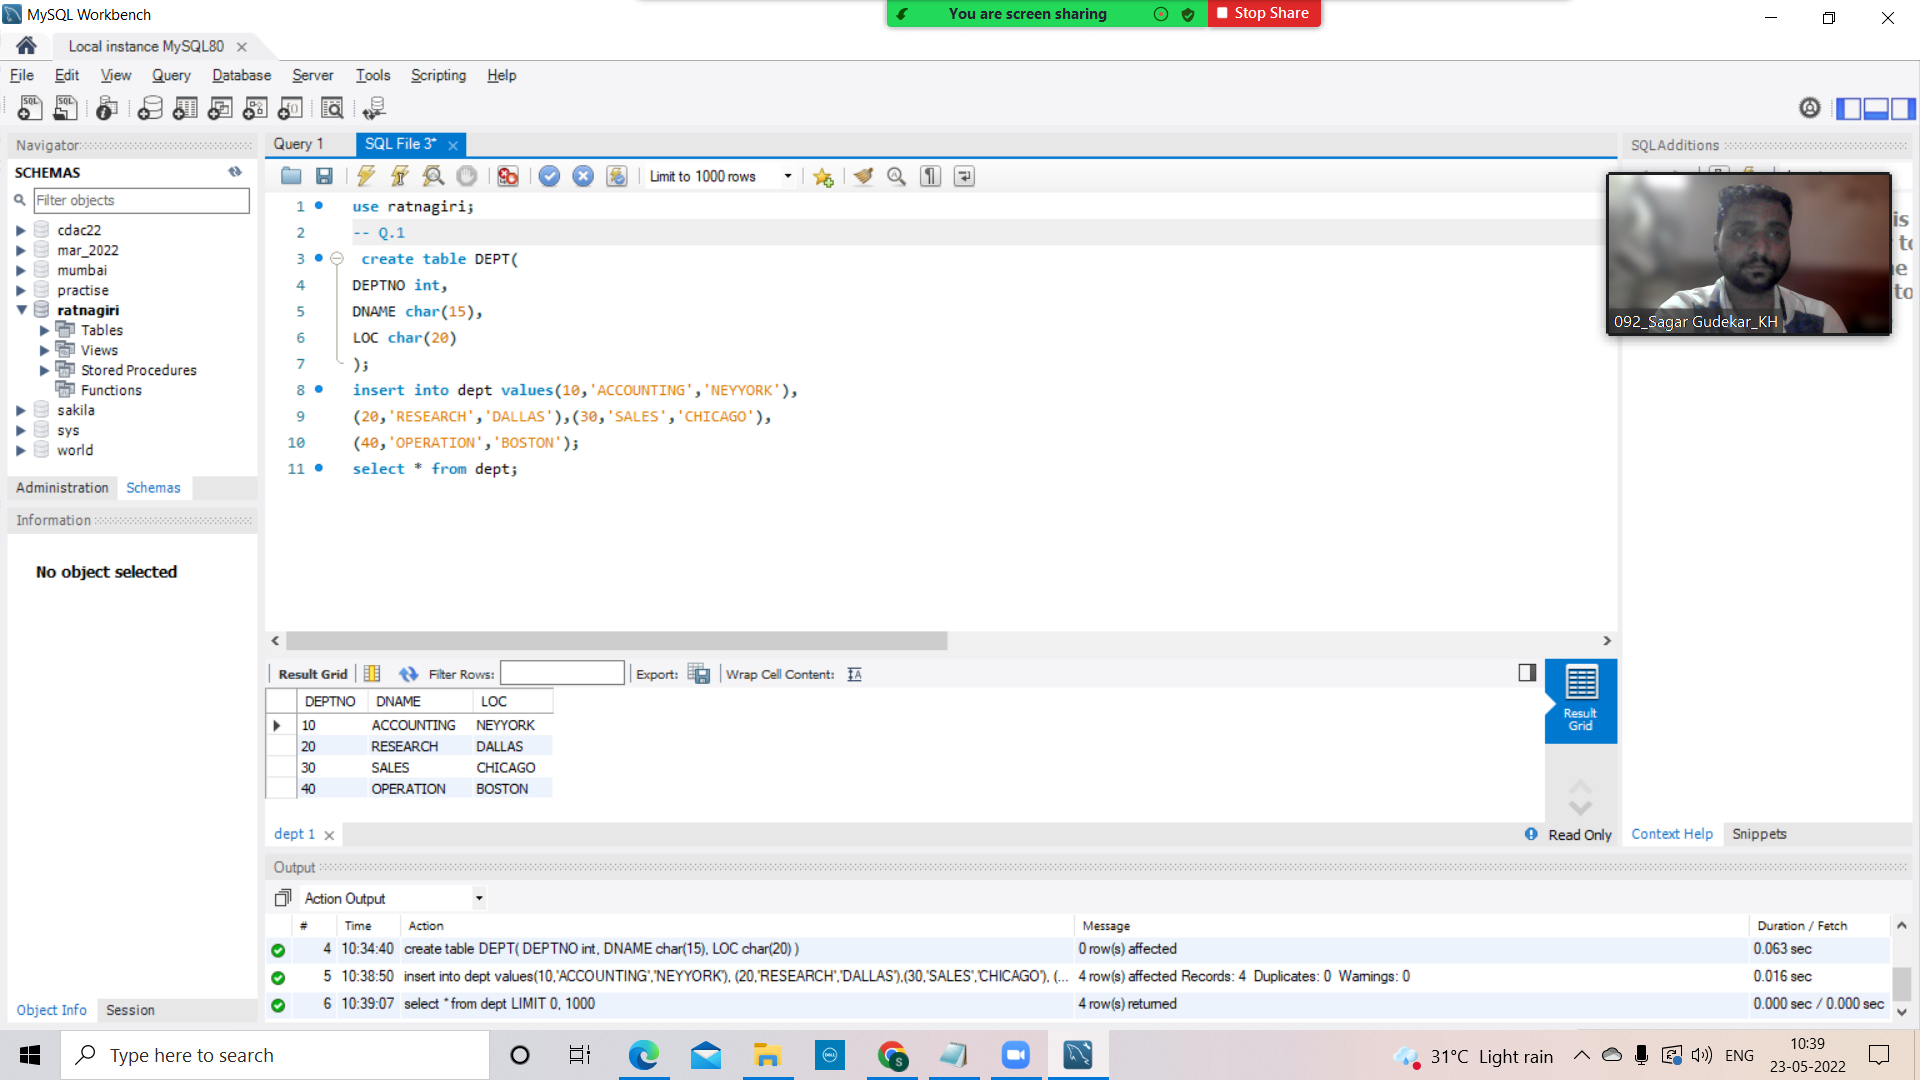 MySQL Workbench
You are screen sharing
Stop Share
Local instance MySQL80
File Edit View Query Database Server Tools Scripting Help
Navigator
Query 1
SQL File 3*
SQLAdditions
SCHEMAS
Filter objects
cdac22
mar_2022
mumbai
practise
ratnagiri
Tables
Views
Stored Procedures
Functions
sakila
sys
world
Administration Schemas
Information
No object selected
Object Info Session
Limit to 1000 rows
1 use ratnagiri;
2 -- Q.1
3 create table DEPT(
4 DEPTNO int,
5 DNAME char(15),
6 LOC char(20)
7 );
8 insert into dept values(10,'ACCOUNTING','NEYYORK'),
9 (20,'RESEARCH','DALLAS'),(30,'SALES','CHICAGO'),
10 (40,'OPERATION','BOSTON');
11 select * from dept;
092_Sagar Gudekar_KH
is
to
Result Grid Filter Rows: Export: Wrap Cell Content:
DEPTNO DNAME LOC
10 ACCOUNTING NEYYORK
20 RESEARCH DALLAS
30 SALES CHICAGO
40 OPERATION BOSTON
Result
Grid
dept 1
Read Only
Context Help Snippets
Output
Action Output
# Time Action Message Duration / Fetch
4 10:34:40 create table DEPT( DEPTNO int, DNAME char(15), LOC char(20) ) 0 row(s) affected 0.063 sec
5 10:38:50 insert into dept values(10,'ACCOUNTING','NEYYORK'), (20,'RESEARCH','DALLAS'),(30,'SALES','CHICAGO'), (... 4 row(s) affected Records: 4 Duplicates: 0 Warnings: 0 0.016 sec
6 10:39:07 select * from dept LIMIT 0, 1000 4 row(s) returned 0.000 sec / 0.000 sec
Type here to search
31°C Light rain
ENG
10:39
23-05-2022